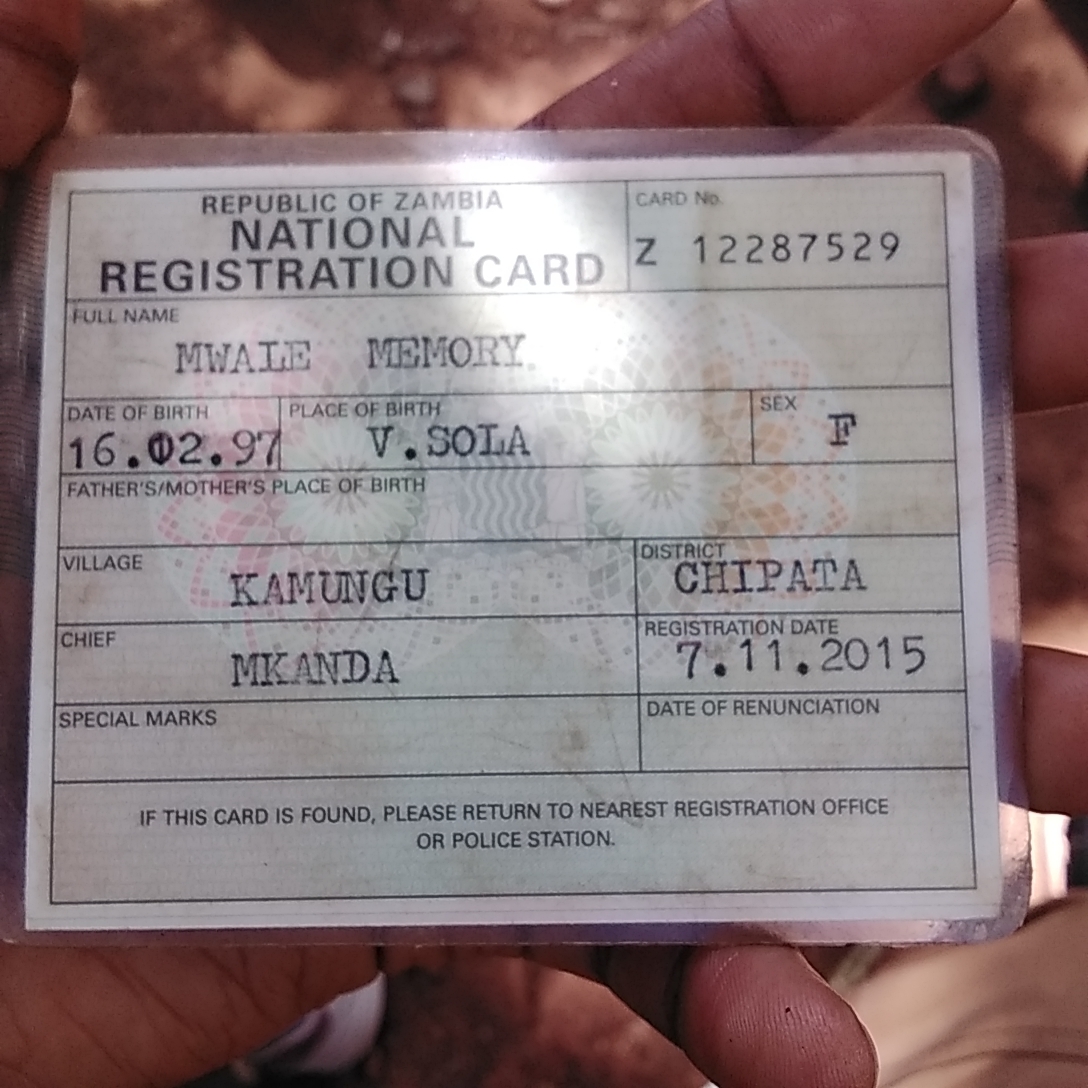 REPUBLIC OF ZAMBIA
NATIONAL
REGISTRATION CARD
CARD No.
Z 12287529
FULL NAME
MWALE MEMORY
DATE OF BIRTH
16.02.97
PLACE OF BIRTH
V.SOLA
SEX
F
FATHER'S/MOTHER'S PLACE OF BIRTH
VILLAGE
KAMUNGU
DISTRICT
CHIPATA
CHIEF
MKANDA
REGISTRATION DATE
7.11.2015
SPECIAL MARKS
DATE OF RENUNCIATION
IF THIS CARD IS FOUND, PLEASE RETURN TO NEAREST REGISTRATION OFFICE
OR POLICE STATION.